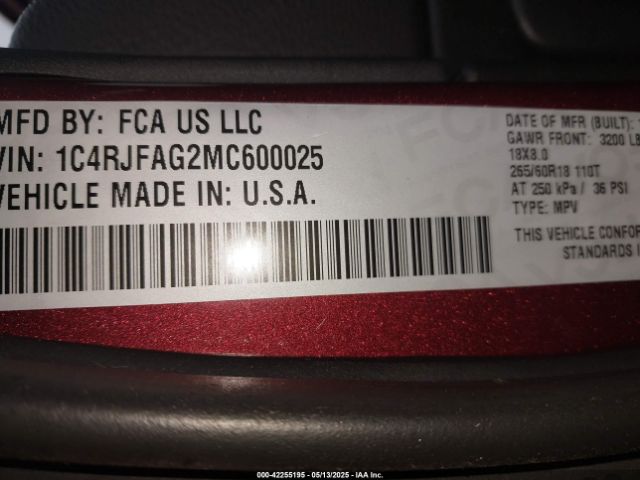 MFD BY: FCA US LLC
VIN: 1C4RJFAG2MC600025
VEHICLE MADE IN: U.S.A.
DATE OF MFR (BUILT):
GAWR FRONT: 3200 LB
18X8.0
265/60R18 110T
AT 250 kPa / 36 PSI
TYPE: MPV
THIS VEHICLE CONFOR
STANDARDS I
000-42255195 - 05/13/2025 - IAA Inc.